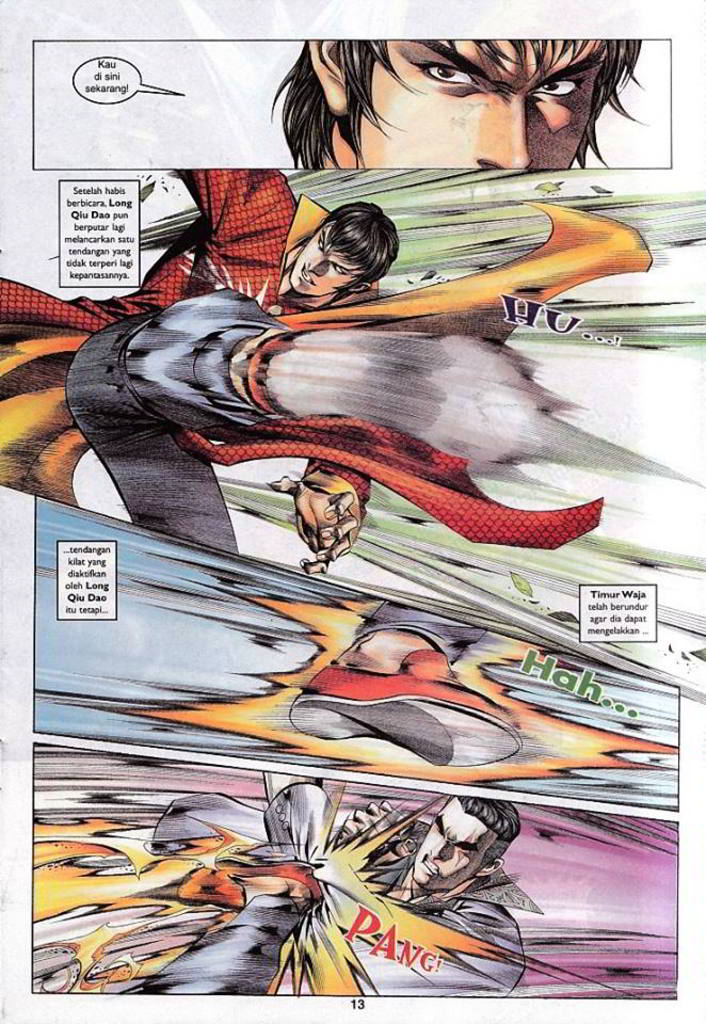 Kau
di sini
sekarang!
Setelah habis
berbicara, Long
Qiu Dao pun
berputar lagi
melancarkan satu
tendangan yang
tidak terperi lagi
kepantasannya.
HU...!
...tendangan
kilat yang
diaktifkan
oleh Long
Qiu Dao
itu tetapi...
Timur Waja
telah berundur
agar dia dapat
mengelakkan ...
Hah...
PANG!
13